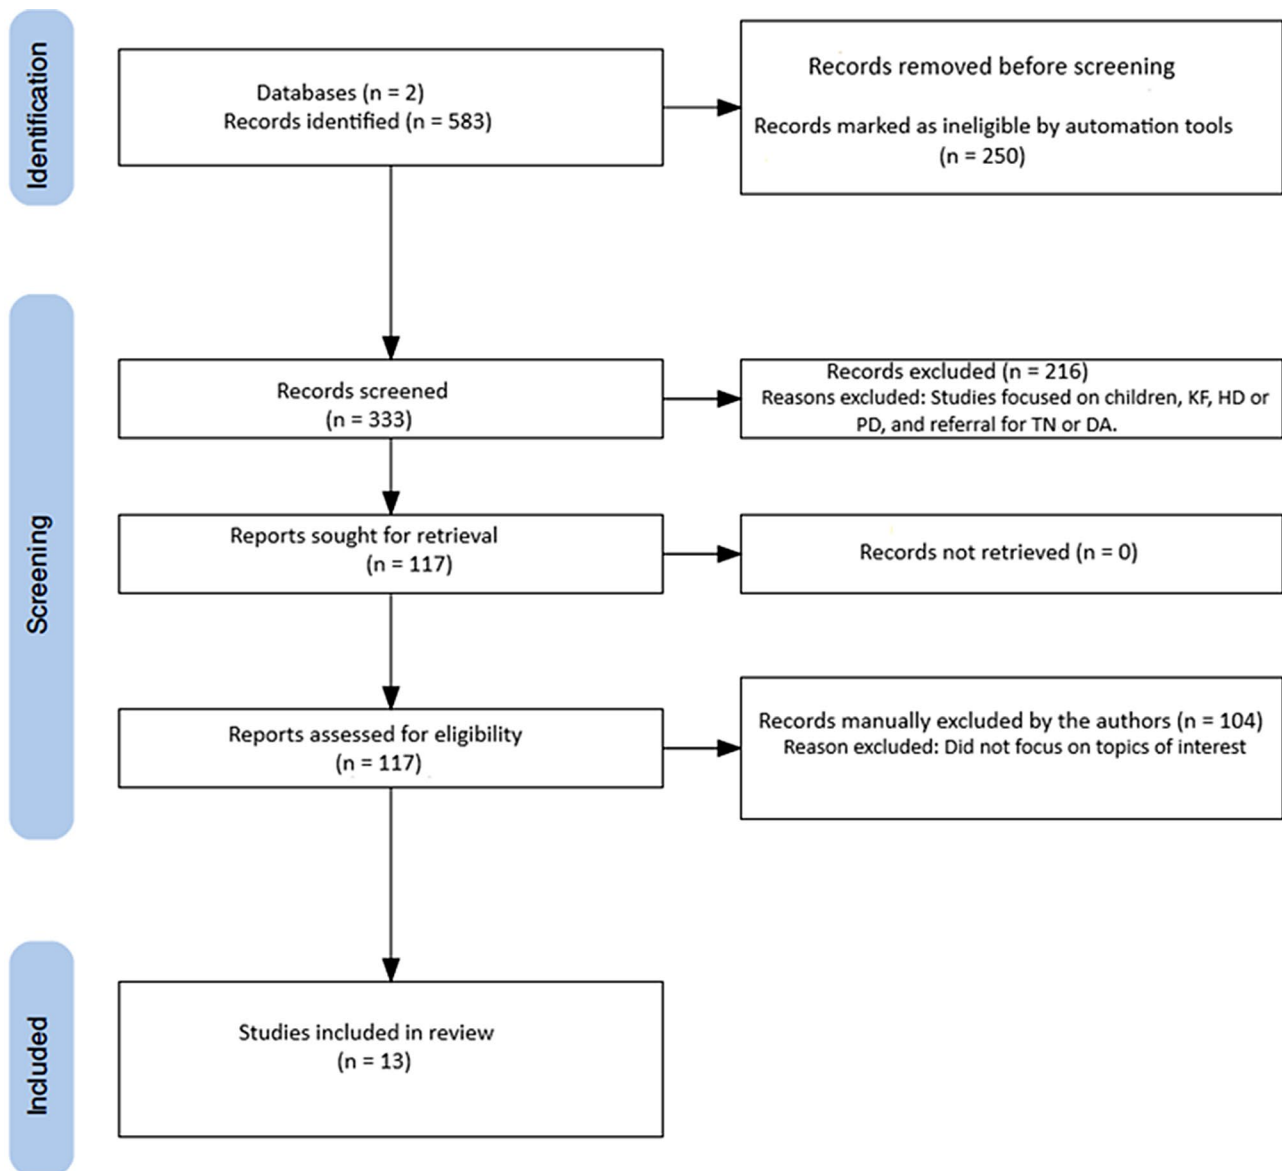 Identification
Databases (n = 2)
Records identified (n = 583)
Records removed before screening
Records marked as ineligible by automation tools
(n = 250)
Screening
Records screened
(n = 333)
Records excluded (n = 216)
Reasons excluded: Studies focused on children, KF, HD or
PD, and referral for TN or DA.
Reports sought for retrieval
(n = 117)
Records not retrieved (n = 0)
Reports assessed for eligibility
(n = 117)
Records manually excluded by the authors (n = 104)
Reason excluded: Did not focus on topics of interest
Included
Studies included in review
(n = 13)